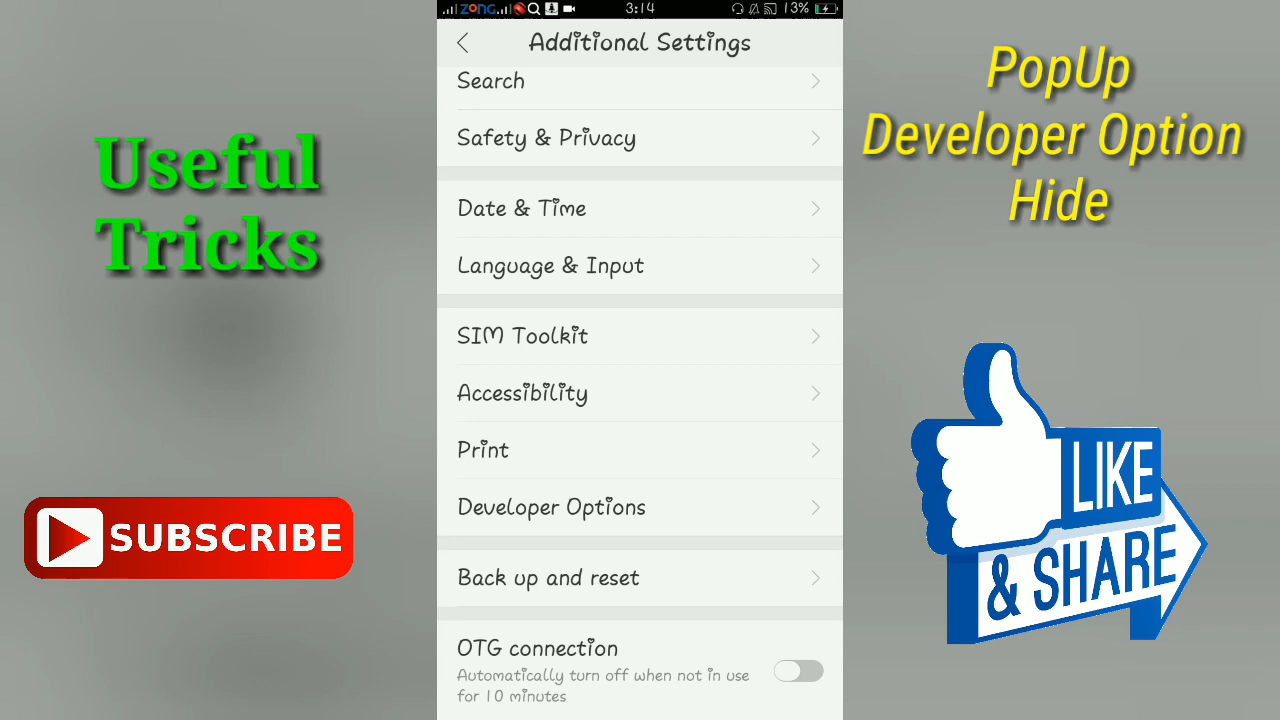 ZONG 3:14 13%
Additional Settings
Search
Safety & Privacy
Date & Time
Language & Input
SIM Toolkit
Accessibility
Print
Developer Options
Back up and reset
OTG connection
Automatically turn off when not in use
for 10 minutes
Useful
Tricks
SUBSCRIBE
PopUp
Developer Option
Hide
LIKE
& SHARE